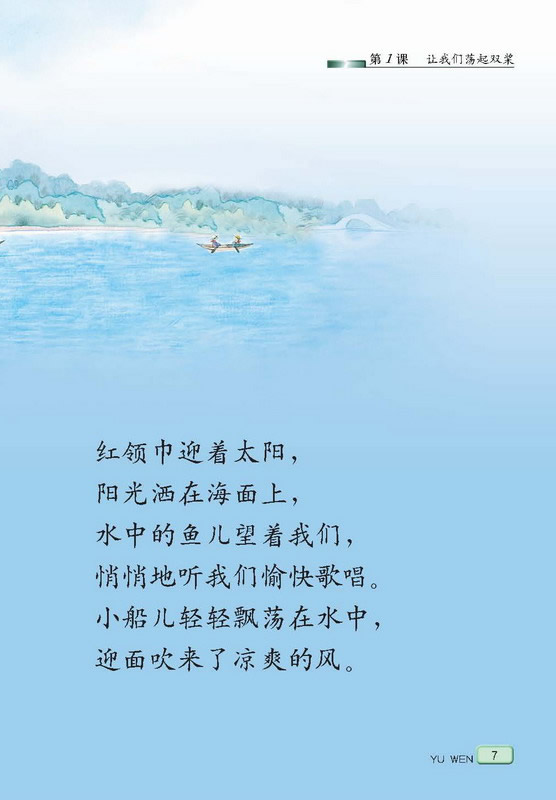 第1课 让我们荡起双桨
红领巾迎着太阳，
阳光洒在海面上，
水中的鱼儿望着我们，
悄悄地听我们愉快歌唱。
小船儿轻轻飘荡在水中，
迎面吹来了凉爽的风。
YU WEN 7